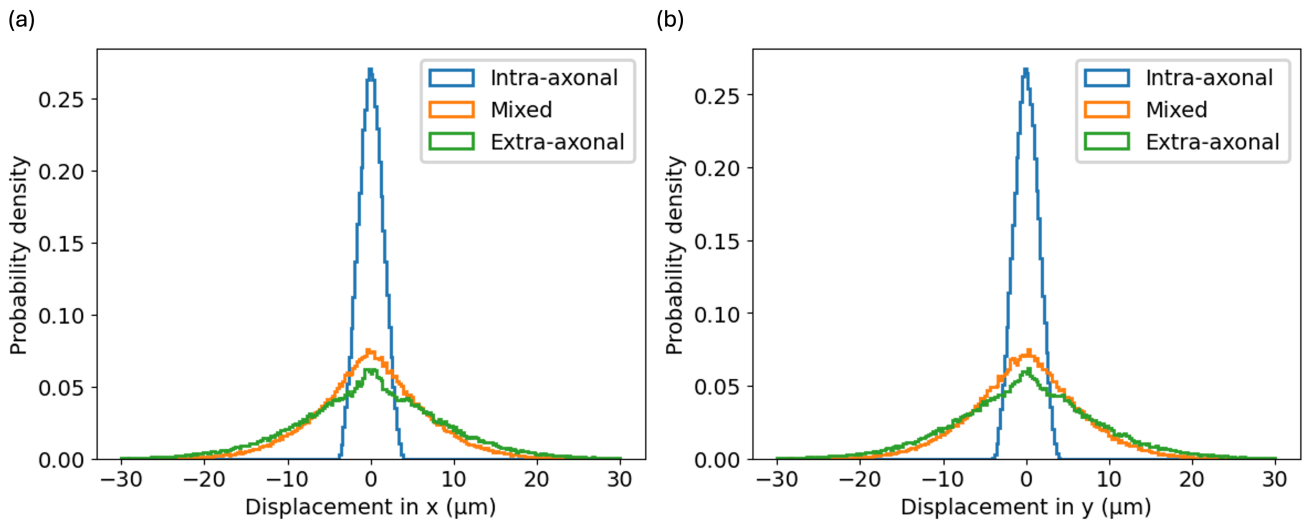 (a)
Probability density
0.25
0.20
0.15
0.10
0.05
0.00
Intra-axonal
Mixed
Extra-axonal
−30 −20 −10 0 10 20 30
Displacement in x (μm)
(b)
Probability density
0.25
0.20
0.15
0.10
0.05
0.00
Intra-axonal
Mixed
Extra-axonal
−30 −20 −10 0 10 20 30
Displacement in y (μm)